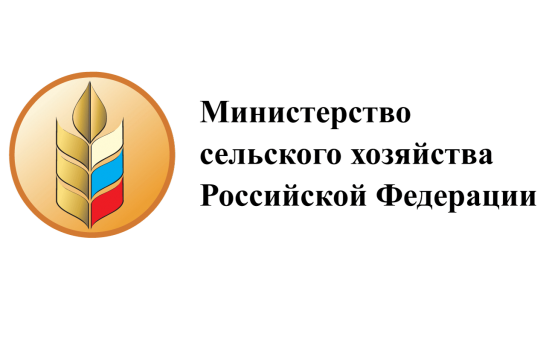 Министерство
сельского хозяйства
Российской Федерации